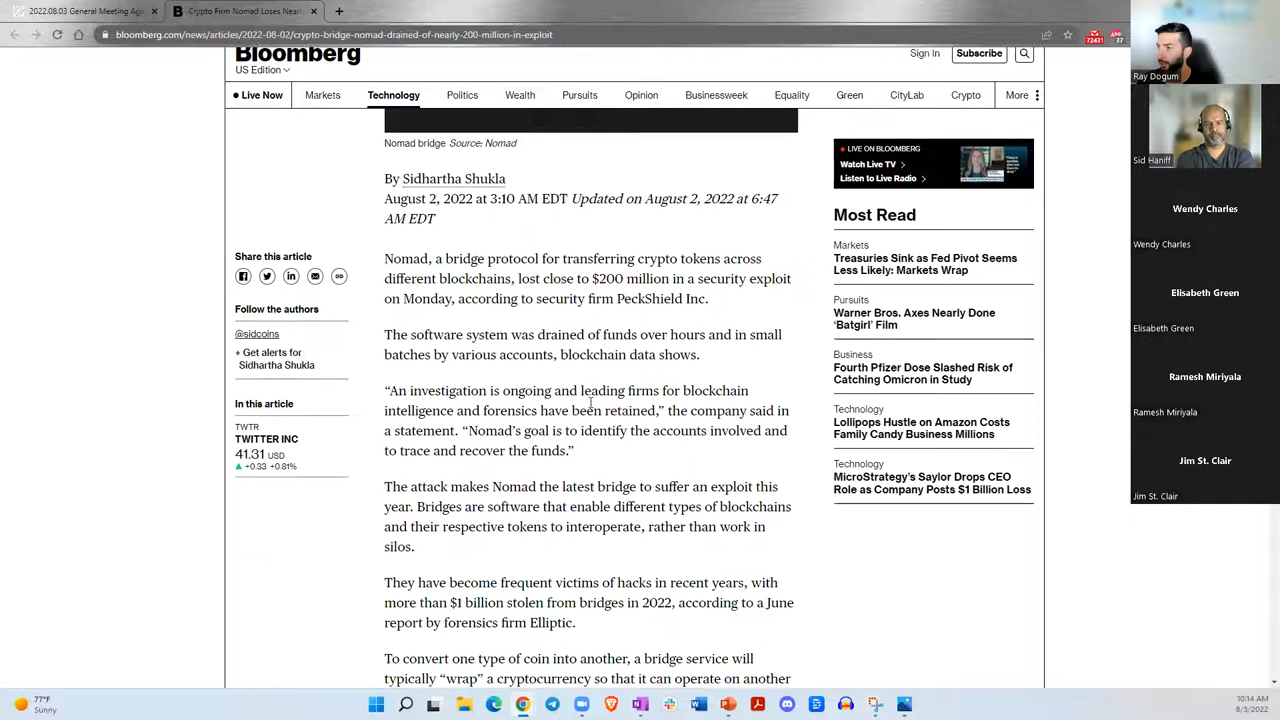 2022.08.03 General Meeting Age
Crypto Firm Nomad Loses Near
bloomberg.com/news/articles/2022-08-02/crypto-bridge-nomad-drained-of-nearly-200-million-in-exploit
72431
37
Bloomberg
US Edition
Sign In
Subscribe
Live Now
Markets
Technology
Politics
Wealth
Pursuits
Opinion
Businessweek
Equality
Green
CityLab
Crypto
More
Nomad bridge Source: Nomad
By Sidhartha Shukla
August 2, 2022 at 3:10 AM EDT Updated on August 2, 2022 at 6:47
AM EDT
Share this article
Follow the authors
@sidcoins
+ Get alerts for
Sidhartha Shukla
In this article
TWTR
TWITTER INC
41.31 USD
+0.33 +0.81%
Nomad, a bridge protocol for transferring crypto tokens across
different blockchains, lost close to $200 million in a security exploit
on Monday, according to security firm PeckShield Inc.
The software system was drained of funds over hours and in small
batches by various accounts, blockchain data shows.
“An investigation is ongoing and leading firms for blockchain
intelligence and forensics have been retained,” the company said in
a statement. “Nomad’s goal is to identify the accounts involved and
to trace and recover the funds.”
The attack makes Nomad the latest bridge to suffer an exploit this
year. Bridges are software that enable different types of blockchains
and their respective tokens to interoperate, rather than work in
silos.
They have become frequent victims of hacks in recent years, with
more than $1 billion stolen from bridges in 2022, according to a June
report by forensics firm Elliptic.
To convert one type of coin into another, a bridge service will
typically “wrap” a cryptocurrency so that it can operate on another
LIVE ON BLOOMBERG
Watch Live TV
Listen to Live Radio
Most Read
Markets
Treasuries Sink as Fed Pivot Seems
Less Likely: Markets Wrap
Pursuits
Warner Bros. Axes Nearly Done
‘Batgirl’ Film
Business
Fourth Pfizer Dose Slashed Risk of
Catching Omicron in Study
Technology
Lollipops Hustle on Amazon Costs
Family Candy Business Millions
Technology
MicroStrategy’s Saylor Drops CEO
Role as Company Posts $1 Billion Loss
Ray Dogum
Sid Haniff
Wendy Charles
Wendy Charles
Elisabeth Green
Elisabeth Green
Ramesh Miriyala
Ramesh Miriyala
Jim St. Clair
Jim St. Clair
77°F
Sunny
10:14 AM
8/3/2022